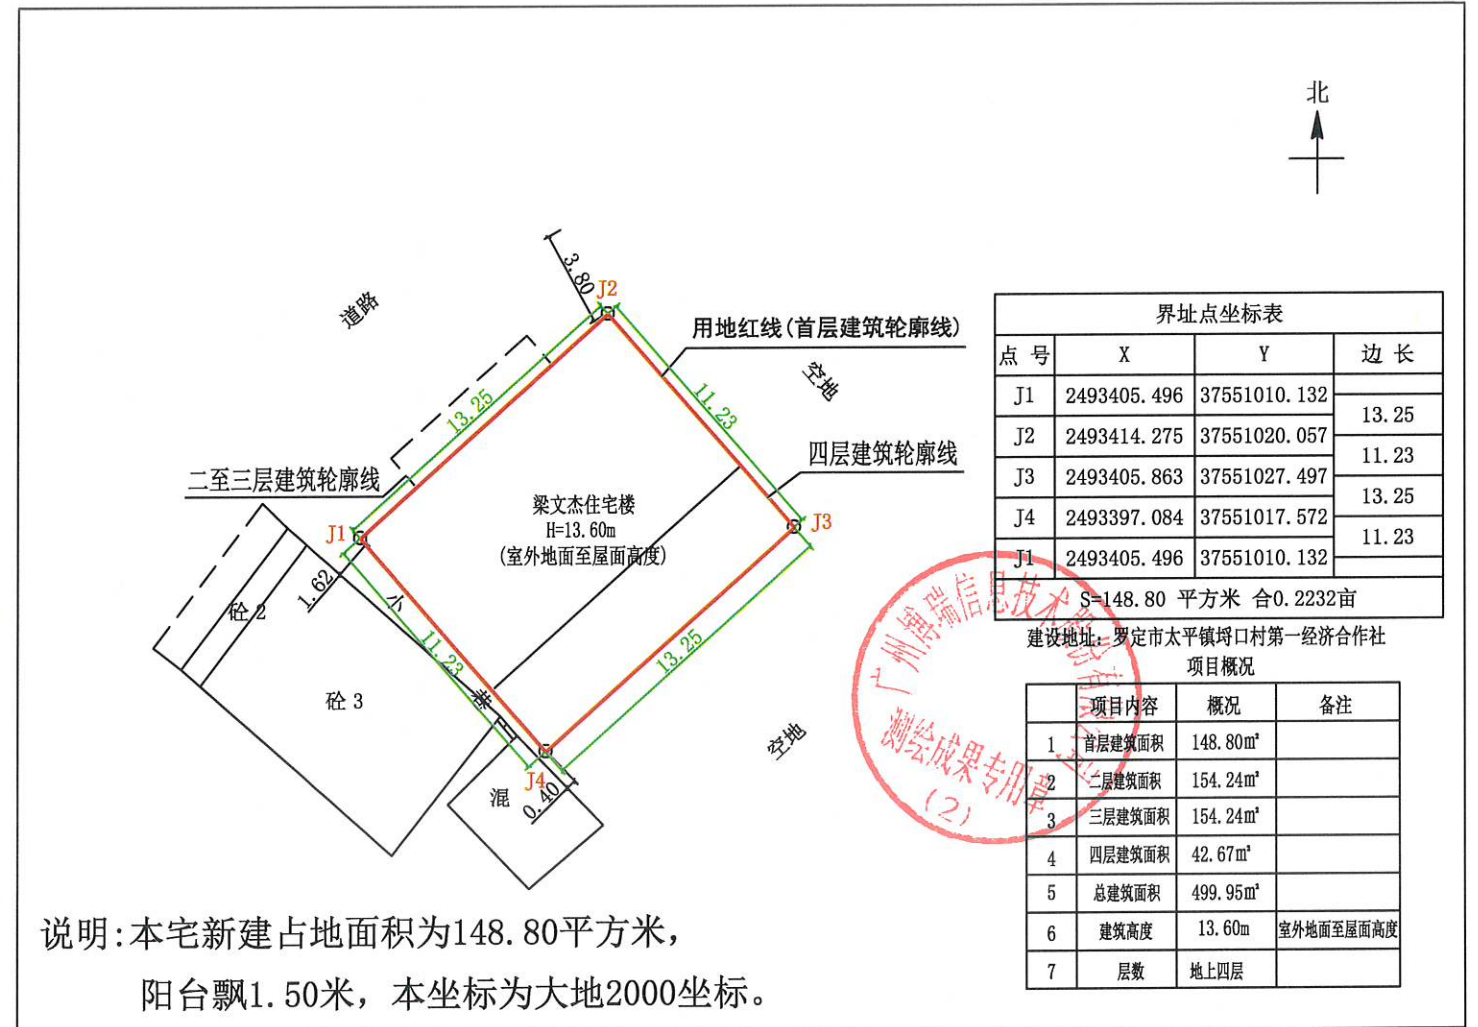 北
3.80
J2
道路
用地红线(首层建筑轮廓线)
空地
11.23
13.25
四层建筑轮廓线
二至三层建筑轮廓线
梁文杰住宅楼
H=13.60m
(室外地面至屋面高度)
J1
J3
1.62
小
砼2
11.23
13.25
巷
砼3
空地
J4
混
0.40
界址点坐标表
点号 X Y 边长
J1 2493405.496 37551010.132
13.25
J2 2493414.275 37551020.057
11.23
J3 2493405.863 37551027.497
13.25
J4 2493397.084 37551017.572
11.23
J1 2493405.496 37551010.132
S=148.80 平方米 合0.2232亩
建设地址: 罗定市太平镇埒口村第一经济合作社
项目概况
项目内容 概况 备注
1 首层建筑面积 148.80㎡
2 二层建筑面积 154.24㎡
3 三层建筑面积 154.24㎡
4 四层建筑面积 42.67㎡
5 总建筑面积 499.95㎡
6 建筑高度 13.60m 室外地面至屋面高度
7 层数 地上四层
测绘成果专用章
(2)
说明:本宅新建占地面积为148.80平方米，
阳台飘1.50米，本坐标为大地2000坐标。